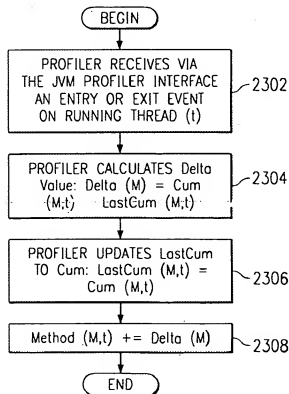 BEGIN
PROFILER RECEIVES VIA
THE JVM PROFILER INTERFACE
AN ENTRY OR EXIT EVENT
ON RUNNING THREAD (t)
2302
PROFILER CALCULATES Delta
Value: Delta (M) = Cum
(M;t) LastCum (M;t)
2304
PROFILER UPDATES LastCum
TO Cum: LastCum (M,t) =
Cum (M,t)
2306
Method (M,t) += Delta (M)
2308
END